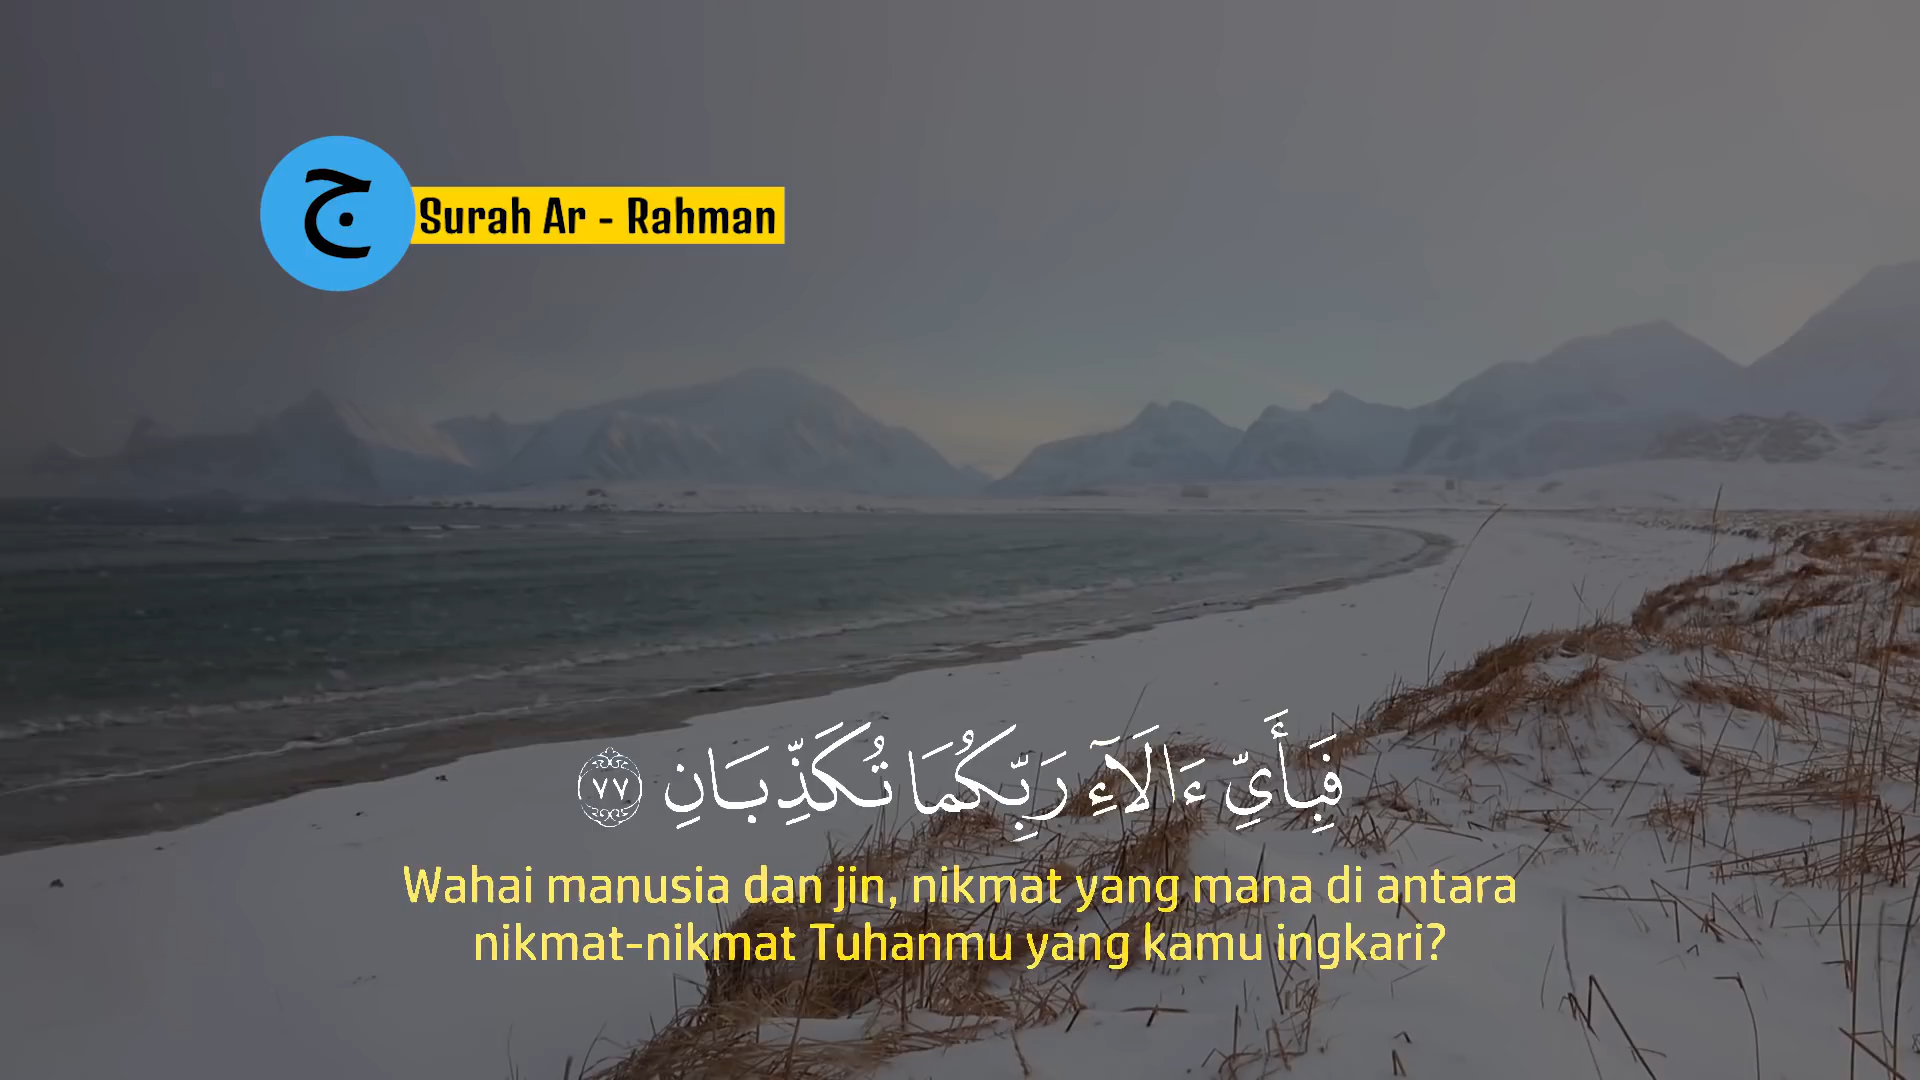 ج
Surah Ar - Rahman
فَبِأَيِّ ءَالَآءِ رَبِّكُمَا تُكَذِّبَانِ ٧٧
Wahai manusia dan jin, nikmat yang mana di antara
nikmat-nikmat Tuhanmu yang kamu ingkari?